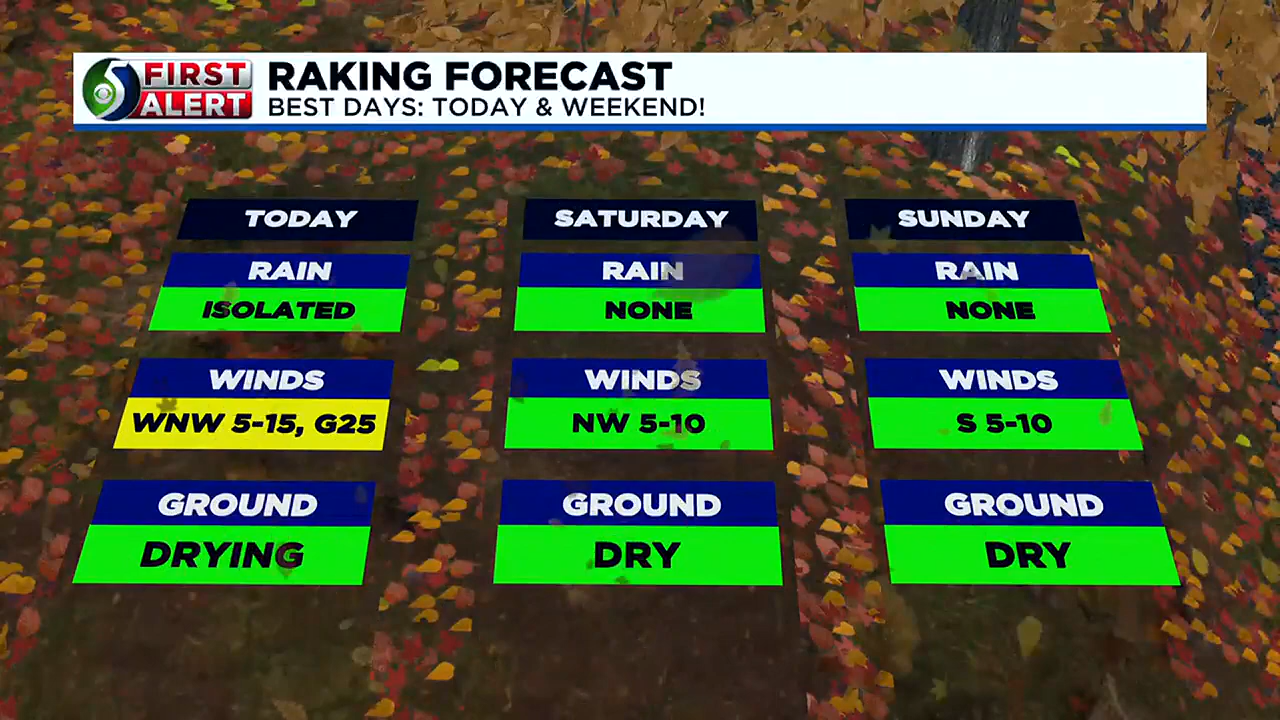 5 FIRST ALERT
RAKING FORECAST
BEST DAYS: TODAY & WEEKEND!
TODAY
RAIN
ISOLATED
WINDS
WNW 5-15, G25
GROUND
DRYING
SATURDAY
RAIN
NONE
WINDS
NW 5-10
GROUND
DRY
SUNDAY
RAIN
NONE
WINDS
S 5-10
GROUND
DRY